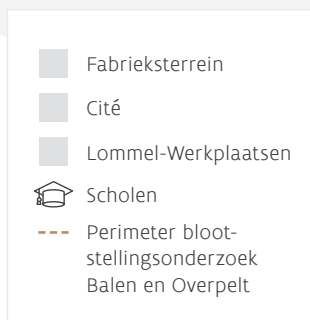 Fabrieksterrein
Cité
Lommel-Werkplaatsen
Scholen
Perimeter bloot-
stellingsonderzoek
Balen en Overpelt